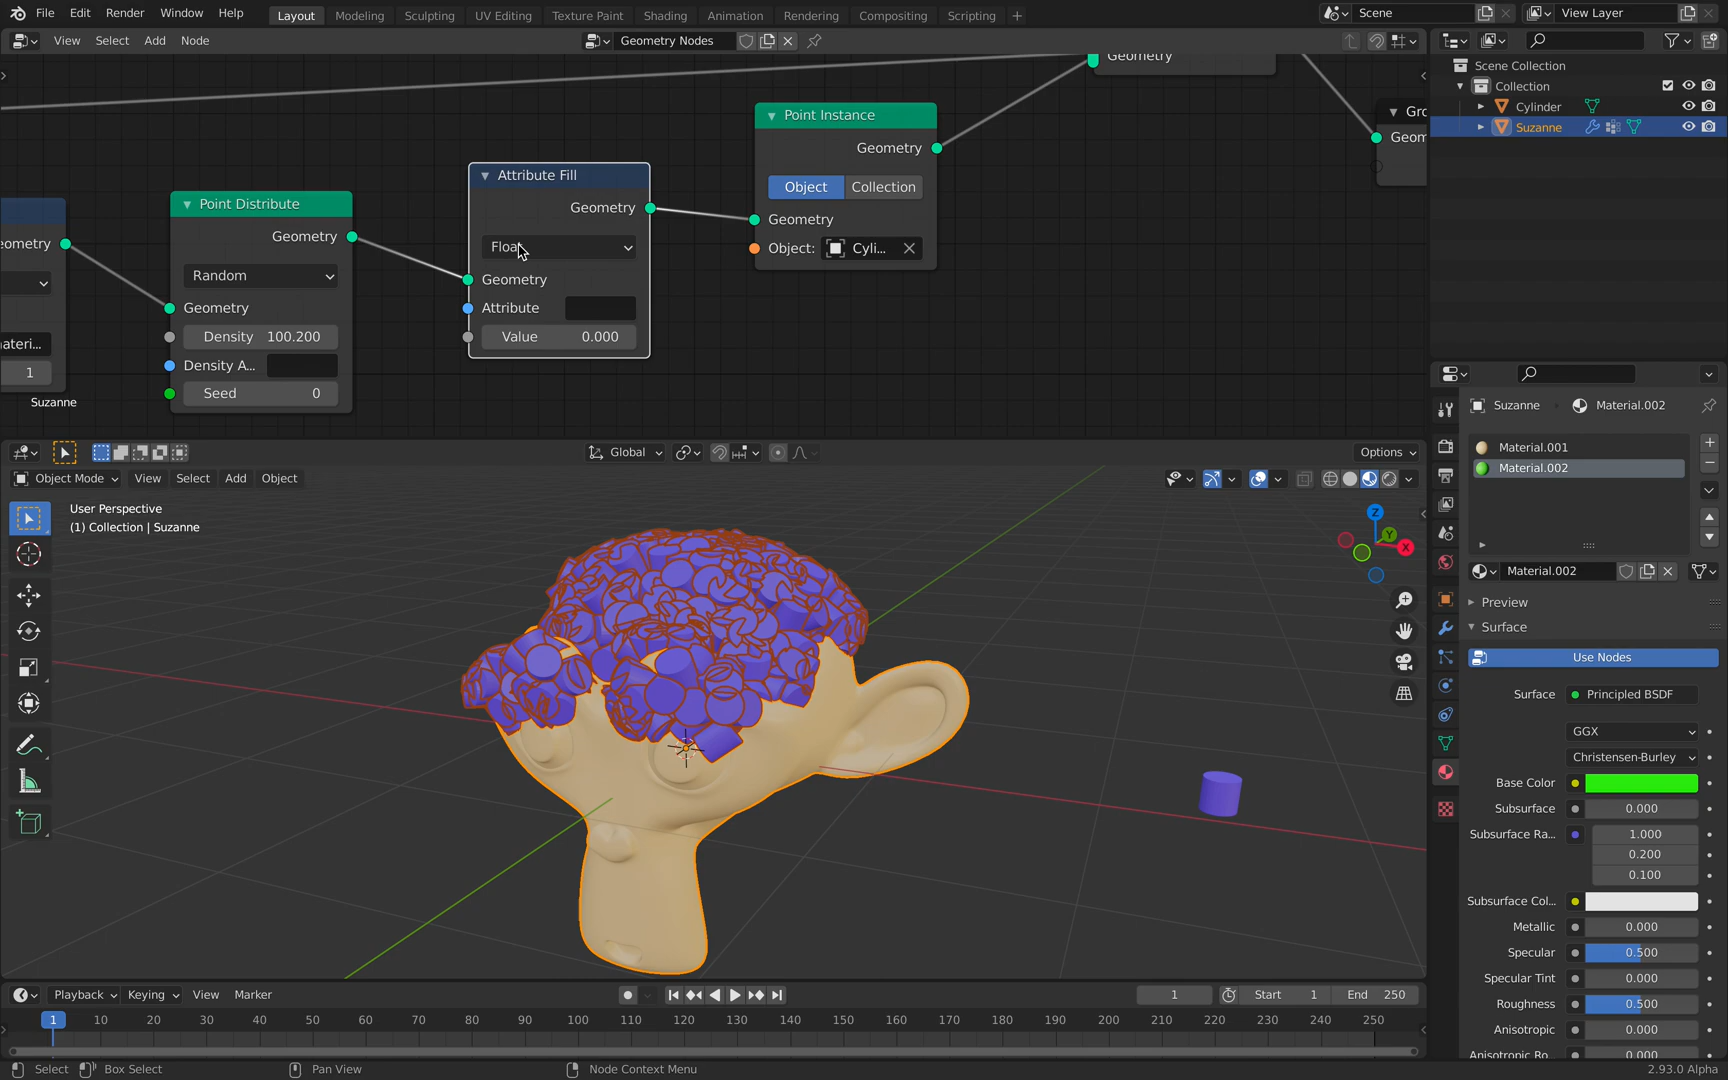 File Edit Render Window Help Layout Modeling Sculpting UV Editing Texture Paint Shading Animation Rendering Compositing Scripting + Scene View Layer
View Select Add Node Geometry Nodes
Scene Collection
Collection
Cylinder
Suzanne
Geometry
Gro
Geom
Point Instance
Geometry
Object Collection
Geometry
Object: Cyli...
Attribute Fill
Geometry
Float
Geometry
Attribute
Value 0.000
Point Distribute
Geometry
Random
Geometry
Density 100.200
Density A...
Seed 0
eometry
ateri...
1
Suzanne
Global Options
Object Mode View Select Add Object
User Perspective
(1) Collection | Suzanne
Z
Y
X
Suzanne Material.002
Material.001
Material.002
Material.002
Preview
Surface
Use Nodes
Surface Principled BSDF
GGX
Christensen-Burley
Base Color
Subsurface 0.000
Subsurface Ra... 1.000
0.200
0.100
Subsurface Col...
Metallic 0.000
Specular 0.500
Specular Tint 0.000
Roughness 0.500
Anisotropic 0.000
Anisotropic Ro... 0.000
Playback Keying View Marker 1 Start 1 End 250
1 10 20 30 40 50 60 70 80 90 100 110 120 130 140 150 160 170 180 190 200 210 220 230 240 250
Select Box Select Pan View Node Context Menu 2.93.0 Alpha